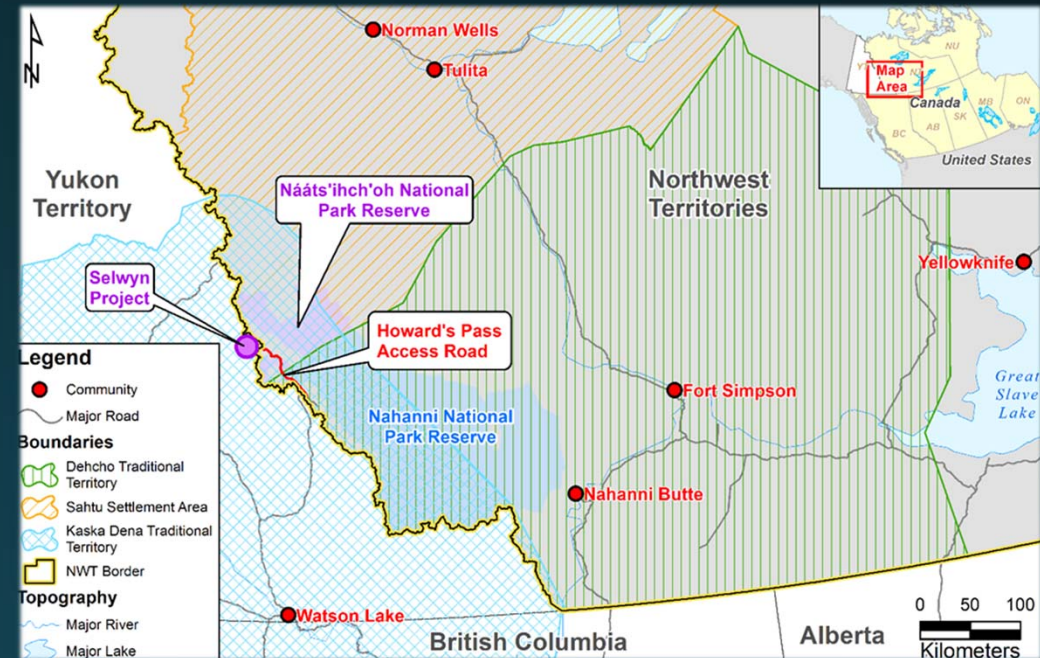 N
Norman Wells
Tulita
Map
Area
Canada
NU
BC
AB
SK
MB
ON
United States
Yukon
Territory
Nááts'ihch'oh National
Park Reserve
Northwest
Territories
Yellowknife
Selwyn
Project
Howard's Pass
Access Road
Great
Slave
Lake
Fort Simpson
Nahanni National
Park Reserve
Nahanni Butte
Legend
Community
Major Road
Boundaries
Dehcho Traditional
Territory
Sahtu Settlement Area
Kaska Dena Traditional
Territory
NWT Border
Topography
Major River
Major Lake
Watson Lake
British Columbia
Alberta
0 50 100
Kilometers